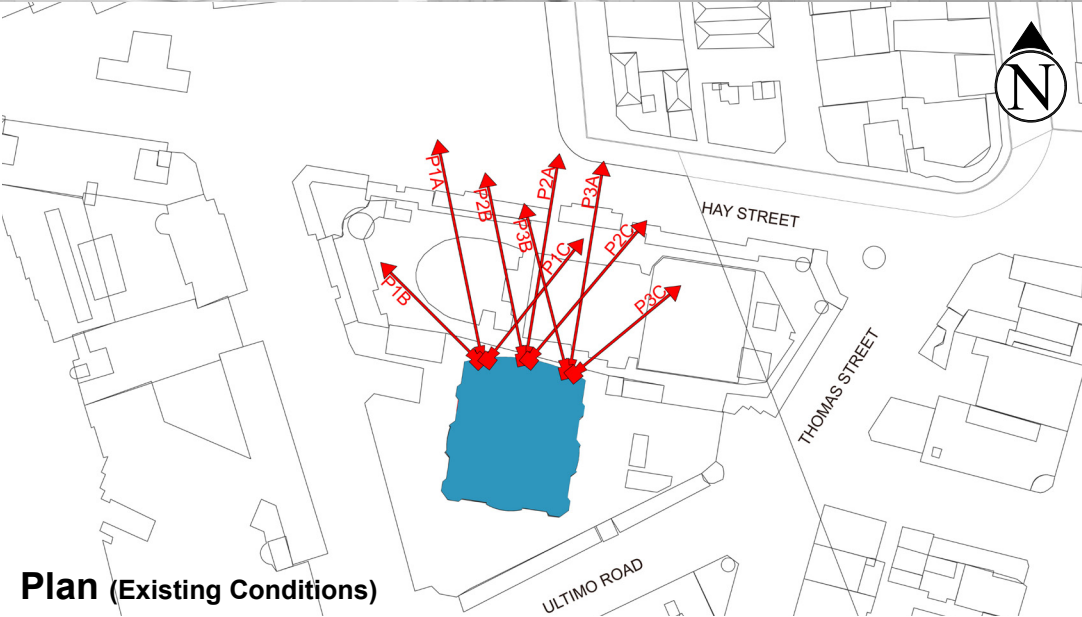 N
P1A
P2B
P2A
P3A
P3B
P1C
P2C
P1B
P3C
HAY STREET
THOMAS STREET
ULTIMO ROAD
Plan (Existing Conditions)